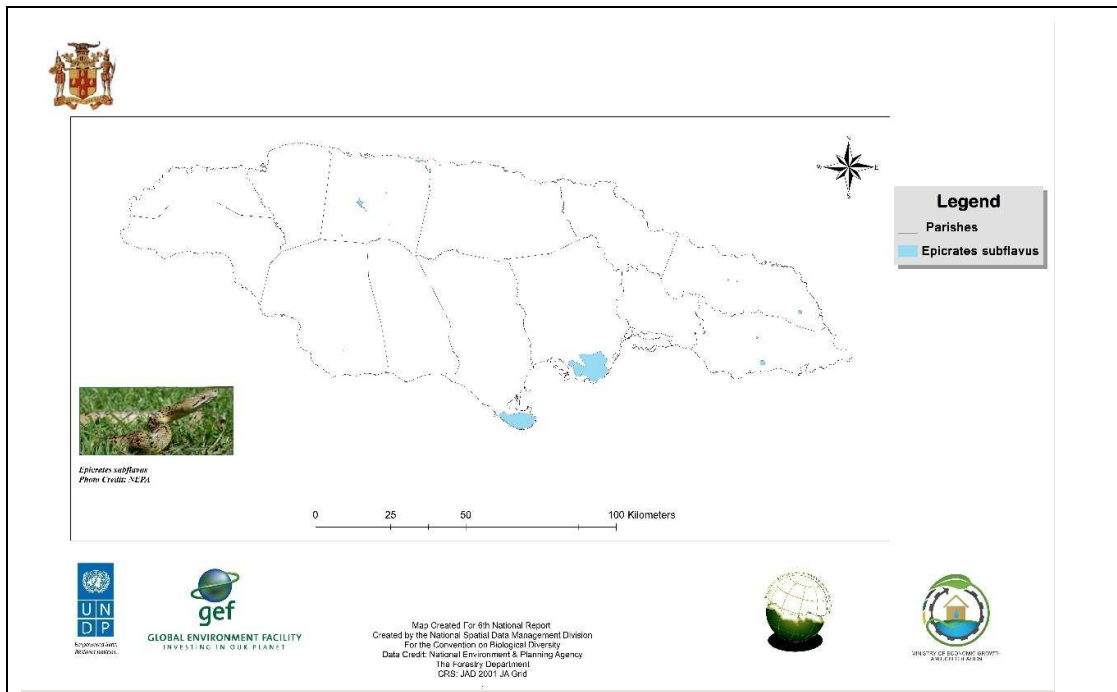 N
W E
S
Legend
Parishes
Epicrates subflavus
Epicrates subflavus
Photo Credit: NEPA
0 25 50 100 Kilometers
U N
D P
gef
GLOBAL ENVIRONMENT FACILITY
INVESTING IN OUR PLANET
Map Created For 6th National Report
Created by the National Spatial Data Management Division
For the Convention on Biological Diversity
Data Credit: National Environment & Planning Agency
The Forestry Department
CRS: JAD 2001 JA Grid
MINISTRY OF ECONOMIC GROWTH
AND JOB CREATION